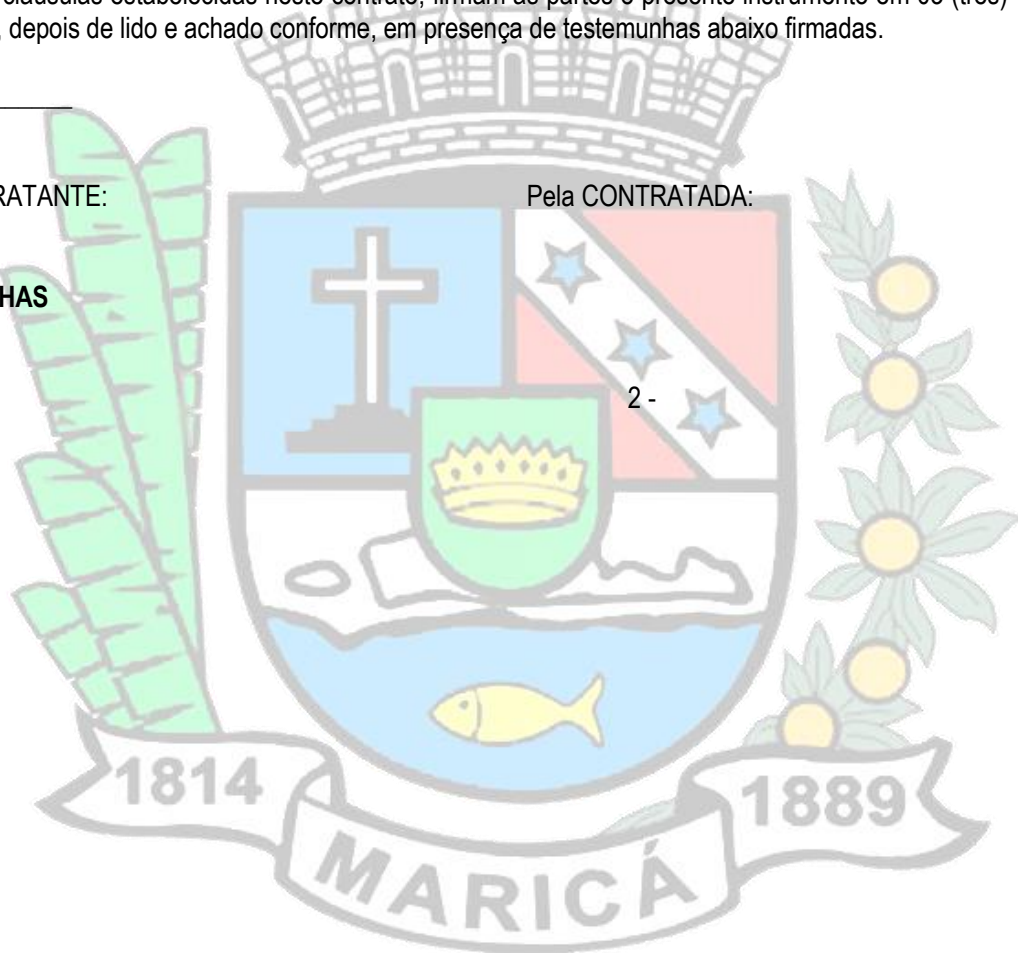 cláusulas estabelecidas neste contrato, firmam as partes o presente instrumento em 03 (três)
, depois de lido e achado conforme, em presença de testemunhas abaixo firmadas.
RATANTE: Pela CONTRATADA:
HAS
2 -
1814 1889
MARICÁ